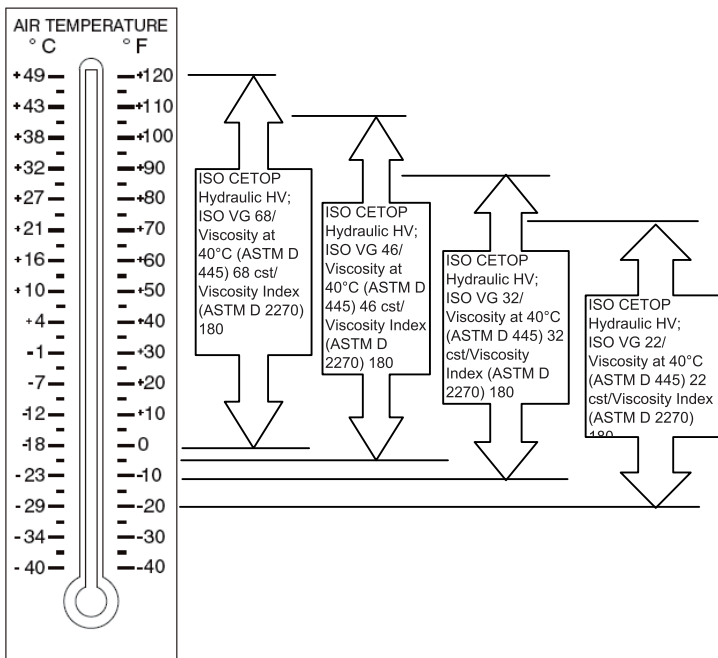 AIR TEMPERATURE
° C ° F
+49 +120
+43 +110
+38 +100
+32 +90
+27 +80
+21 +70
+16 +60
+10 +50
+4 +40
-1 +30
-7 +20
-12 +10
-18 0
-23 -10
-29 -20
-34 -30
-40 -40
ISO CETOP
Hydraulic HV;
ISO VG 68/
Viscosity at
40°C (ASTM D
445) 68 cst/
Viscosity Index
(ASTM D 2270)
180
ISO CETOP
Hydraulic HV;
ISO VG 46/
Viscosity at
40°C (ASTM D
445) 46 cst/
Viscosity Index
(ASTM D
2270) 180
ISO CETOP
Hydraulic HV;
ISO VG 32/
Viscosity at 40°C
(ASTM D 445) 32
cst/Viscosity
Index (ASTM D
2270) 180
ISO CETOP
Hydraulic HV;
ISO VG 22/
Viscosity at 40°C
(ASTM D 445) 22
cst/Viscosity Index
(ASTM D 2270)
180